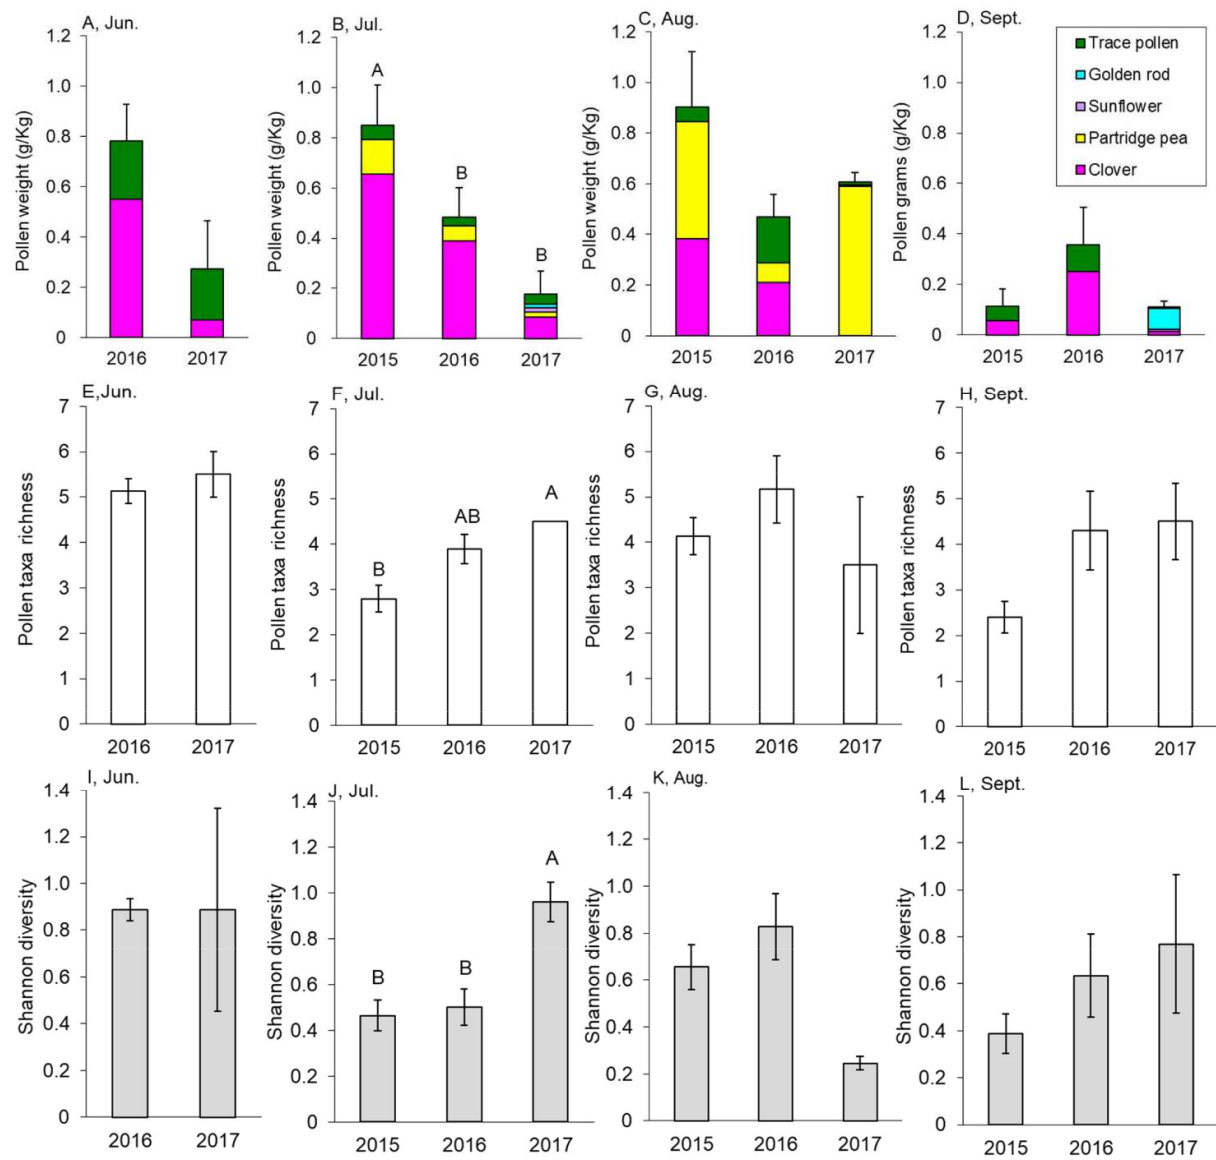 A, Jun.
Pollen weight (g/Kg)
1.2
1.0
0.8
0.6
0.4
0.2
0
2016 2017
B, Jul.
Pollen weight (g/Kg)
1.2
1.0
0.8
0.6
0.4
0.2
0
A
B
B
2015 2016 2017
C, Aug.
Pollen weight (g/Kg)
1.2
1.0
0.8
0.6
0.4
0.2
0
2015 2016 2017
D, Sept.
Pollen grams (g/Kg)
1.2
1.0
0.8
0.6
0.4
0.2
0
2015 2016 2017
Trace pollen
Golden rod
Sunflower
Partridge pea
Clover
E,Jun.
Pollen taxa richness
7
6
5
4
3
2
1
0
2016 2017
F, Jul.
Pollen taxa richness
7
6
5
4
3
2
1
0
B
AB
A
2015 2016 2017
G, Aug.
Pollen taxa richness
7
6
5
4
3
2
1
0
2015 2016 2017
H, Sept.
Pollen taxa richness
7
6
5
4
3
2
1
0
2015 2016 2017
I, Jun.
Shannon diversity
1.4
1.2
1.0
0.8
0.6
0.4
0.2
0
2016 2017
J, Jul.
Shannon diversity
1.4
1.2
1.0
0.8
0.6
0.4
0.2
0
B
B
A
2015 2016 2017
K, Aug.
Shannon diversity
1.4
1.2
1.0
0.8
0.6
0.4
0.2
0
2015 2016 2017
L, Sept.
Shannon diversity
1.4
1.2
1.0
0.8
0.6
0.4
0.2
0
2015 2016 2017